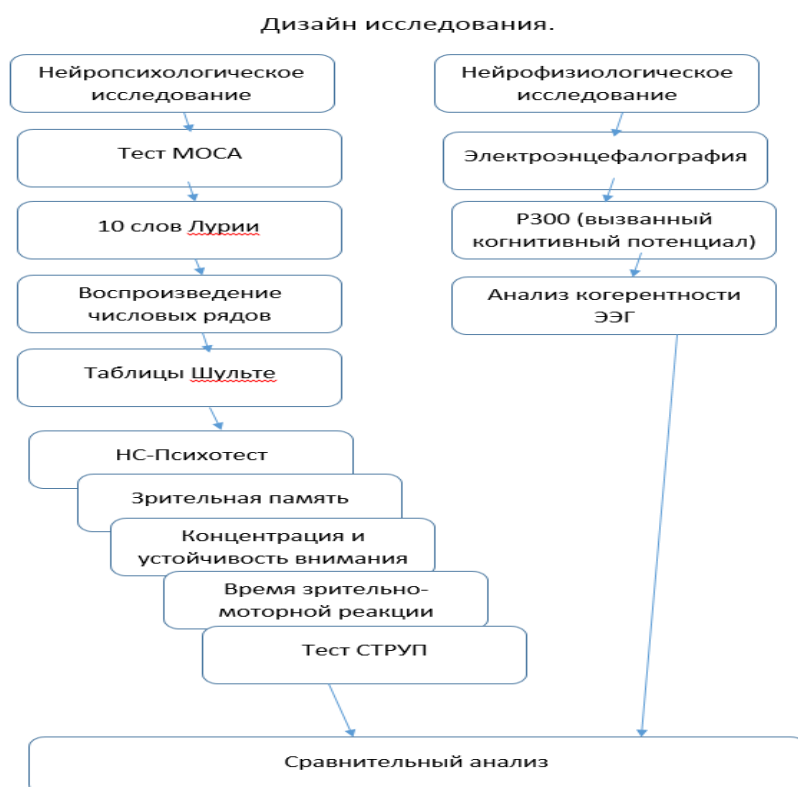 Дизайн исследования.
Нейропсихологическое
исследование
Тест МОСА
10 слов Лурии
Воспроизведение
числовых рядов
Таблицы Шульте
НС-Психотест
Зрительная память
Концентрация и
устойчивость внимания
Время зрительно-
моторной реакции
Тест СТРУП
Нейрофизиологическое
исследование
Электроэнцефалография
Р300 (вызванный
когнитивный потенциал)
Анализ когерентности
ЭЭГ
Сравнительный анализ